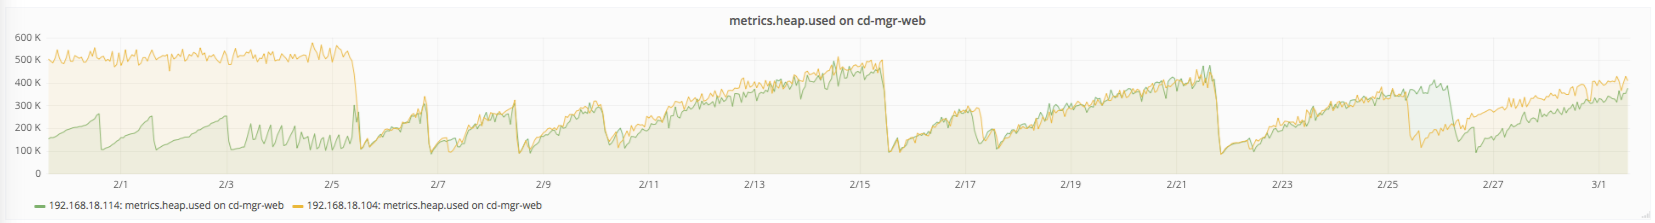 metrics.heap.used on cd-mgr-web
600 K
500 K
400 K
300 K
200 K
100 K
0
2/1 2/3 2/5 2/7 2/9 2/11 2/13 2/15 2/17 2/19 2/21 2/23 2/25 2/27 3/1
192.168.18.114: metrics.heap.used on cd-mgr-web 192.168.18.104: metrics.heap.used on cd-mgr-web